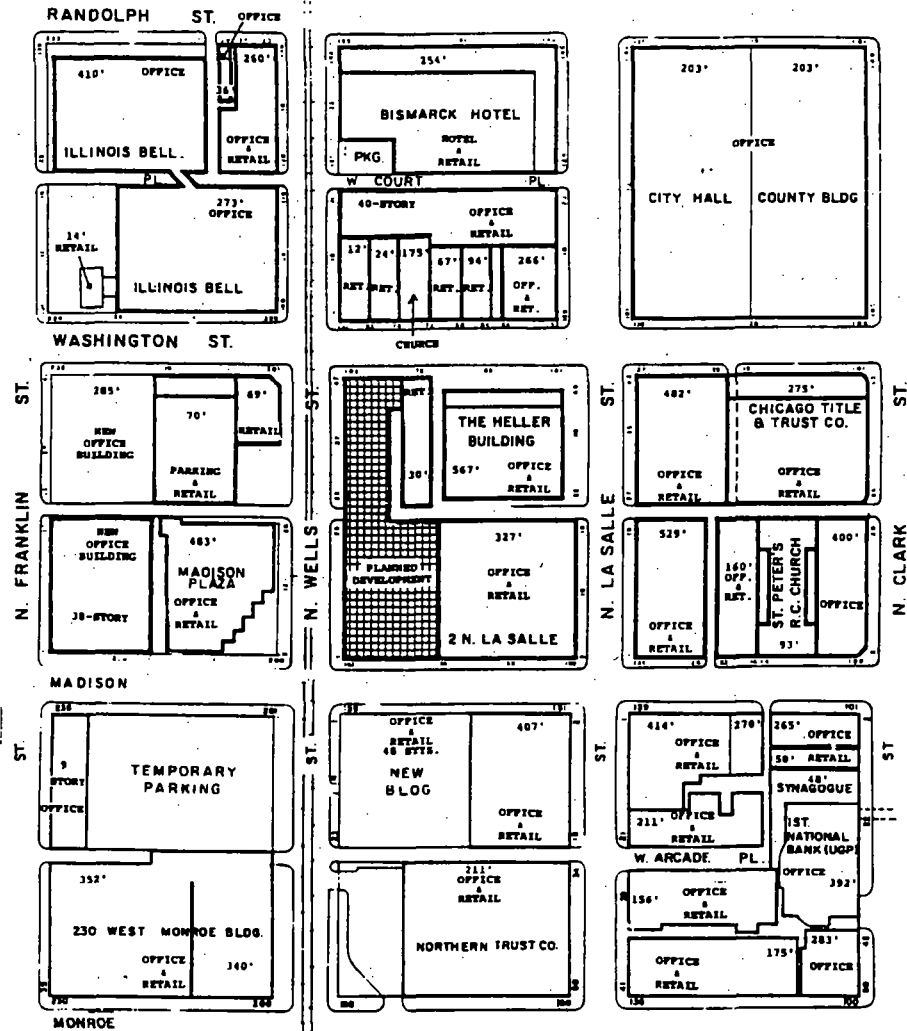 RANDOLPH ST.
OFFICE
410'
OFFICE
ILLINOIS BELL.
260'
OFFICE
&
RETAIL
254'
BISMARCK HOTEL
HOTEL
&
RETAIL
PKG.
203'
203'
OFFICE
CITY HALL
COUNTY BLDG
PL.
W COURT PL.
14'
RETAIL
273'
OFFICE
ILLINOIS BELL
40-STORY
OFFICE
&
RETAIL
12'
RET.
24'
RET.
175'
67'
RET.
94'
RET.
266'
OFF.
&
RET.
CHURCH
WASHINGTON ST.
285'
NEW
OFFICE
BUILDING
70'
PARKING
&
RETAIL
69'
RETAIL
RET.
30'
THE HELLER
BUILDING
567'
OFFICE
&
RETAIL
482'
OFFICE
&
RETAIL
275'
CHICAGO TITLE
& TRUST CO.
OFFICE
&
RETAIL
N. FRANKLIN ST.
N. WELLS ST.
N. LA SALLE ST.
N. CLARK ST.
NEW
OFFICE
BUILDING
38-STORY
483'
MADISON
PLAZA
OFFICE
&
RETAIL
PLANNED
DEVELOPMENT
327'
OFFICE
&
RETAIL
2 N. LA SALLE
529'
OFFICE
&
RETAIL
160'
OFF.
&
RET.
ST. PETER'S
R.C. CHURCH
93'
400'
OFFICE
MADISON
ST.
ST.
ST.
ST
9
STORY
OFFICE
TEMPORARY
PARKING
OFFICE
&
RETAIL
NEW
BLDG
407'
OFFICE
&
RETAIL
414'
OFFICE
&
RETAIL
265'
OFFICE
RETAIL
48'
SYNAGOGUE
211'
OFFICE
&
RETAIL
1ST.
NATIONAL
BANK (UGP)
OFFICE
392'
W. ARCADE PL.
352'
230 WEST MONROE BLDG.
OFFICE
&
RETAIL
340'
211'
OFFICE
&
RETAIL
NORTHERN TRUST CO.
156'
OFFICE
&
RETAIL
175'
OFFICE
&
RETAIL
283'
OFFICE
MONROE